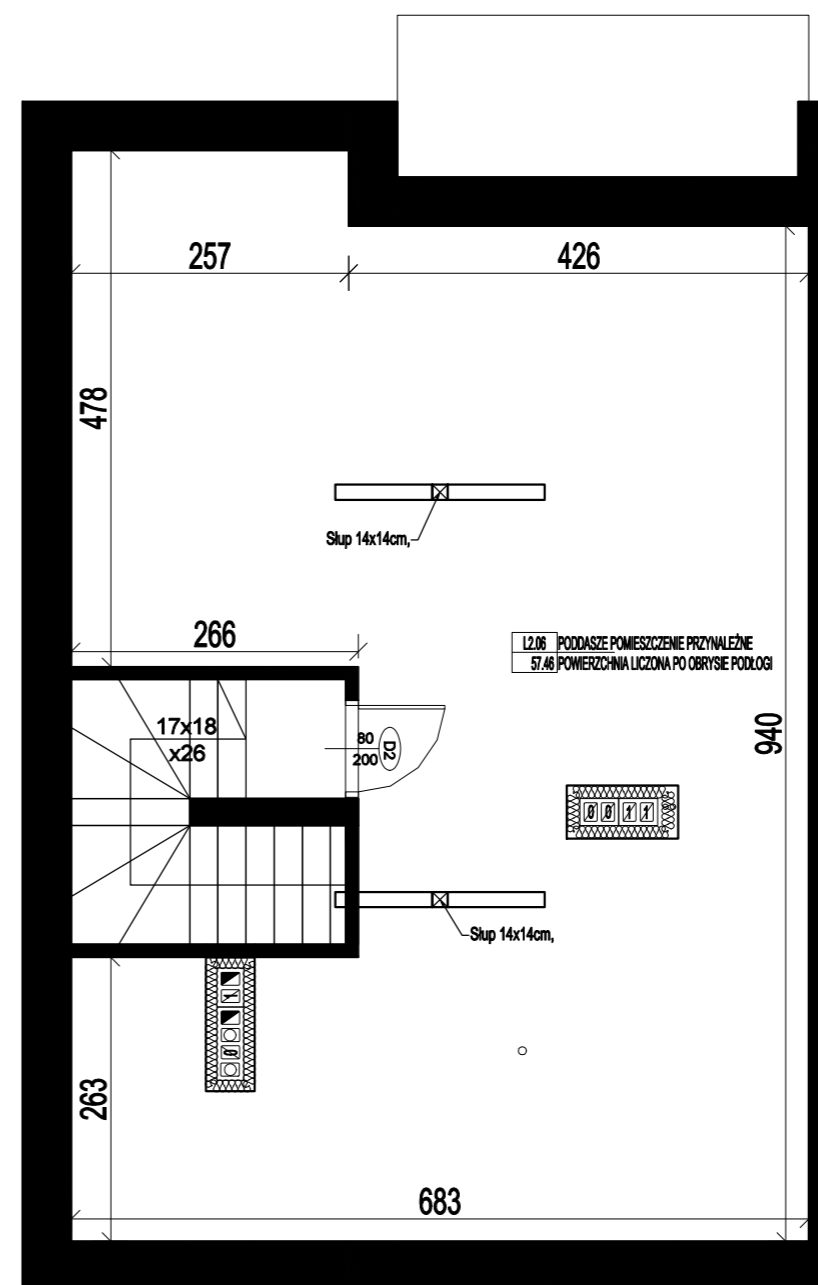 257
426
478
Słup 14x14cm,
266
L2.06 PODDASZE POMIESZCZENIE PRZYNALEŻNE
57.46 POWIERZCHNIA LICZONA PO OBRYSIE PODŁOGI
17x18
x26
80
200
D2
940
Słup 14x14cm,
263
683